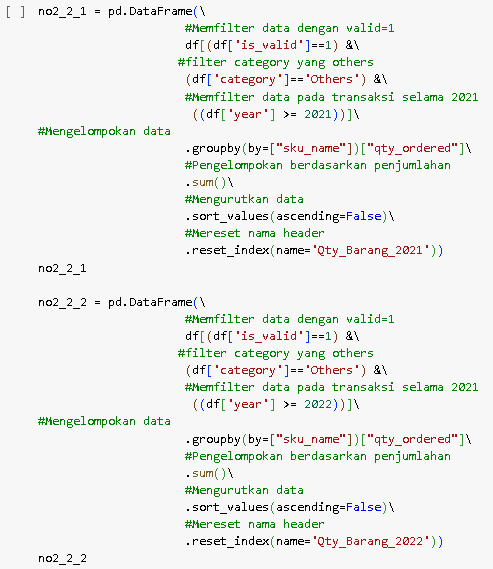 [ ] no2_2_1 = pd.DataFrame(\
#Memfilter data dengan valid=1
df[(df['is_valid']==1) &\
#filter category yang others
(df['category']=='Others') &\
#Memfilter data pada transaksi selama 2021
((df['year'] >= 2021))]\
#Mengelompokan data
.groupby(by=["sku_name"])["qty_ordered"]\
#Pengelompokan berdasarkan penjumlahan
.sum()\
#Mengurutkan data
.sort_values(ascending=False)\
#Mereset nama header
.reset_index(name='Qty_Barang_2021'))
no2_2_1
no2_2_2 = pd.DataFrame(\
#Memfilter data dengan valid=1
df[(df['is_valid']==1) &\
#filter category yang others
(df['category']=='Others') &\
#Memfilter data pada transaksi selama 2021
((df['year'] >= 2022))]\
#Mengelompokan data
.groupby(by=["sku_name"])["qty_ordered"]\
#Pengelompokan berdasarkan penjumlahan
.sum()\
#Mengurutkan data
.sort_values(ascending=False)\
#Mereset nama header
.reset_index(name='Qty_Barang_2022'))
no2_2_2